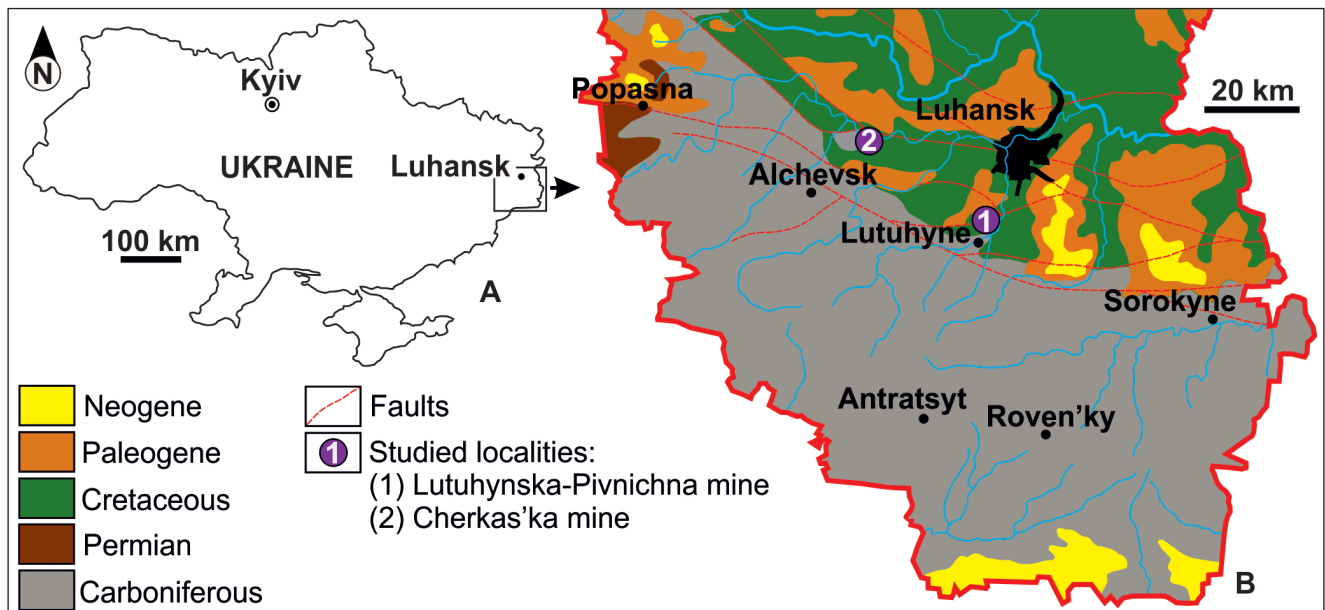 N
Kyiv
UKRAINE
Luhansk
100 km
A
Popasna
Luhansk
20 km
2
Alchevsk
1
Lutuhyne
Sorokyne
Antratsyt
Roven'ky
B
Neogene
Paleogene
Cretaceous
Permian
Carboniferous
Faults
1 Studied localities:
(1) Lutuhynska-Pivnichna mine
(2) Cherkas'ka mine